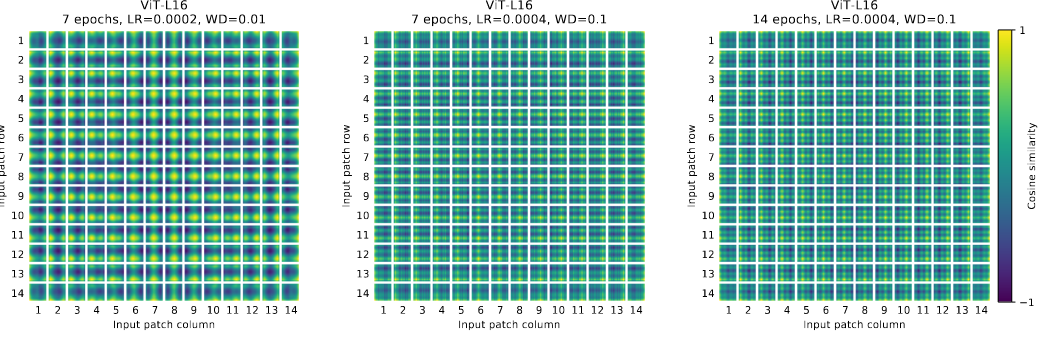 ViT-L16
7 epochs, LR=0.0002, WD=0.01
Input patch row
1
2
3
4
5
6
7
8
9
10
11
12
13
14
1 2 3 4 5 6 7 8 9 10 11 12 13 14
Input patch column
ViT-L16
7 epochs, LR=0.0004, WD=0.1
Input patch row
1
2
3
4
5
6
7
8
9
10
11
12
13
14
1 2 3 4 5 6 7 8 9 10 11 12 13 14
Input patch column
ViT-L16
14 epochs, LR=0.0004, WD=0.1
Input patch row
1
2
3
4
5
6
7
8
9
10
11
12
13
14
1 2 3 4 5 6 7 8 9 10 11 12 13 14
Input patch column
1
Cosine similarity
−1